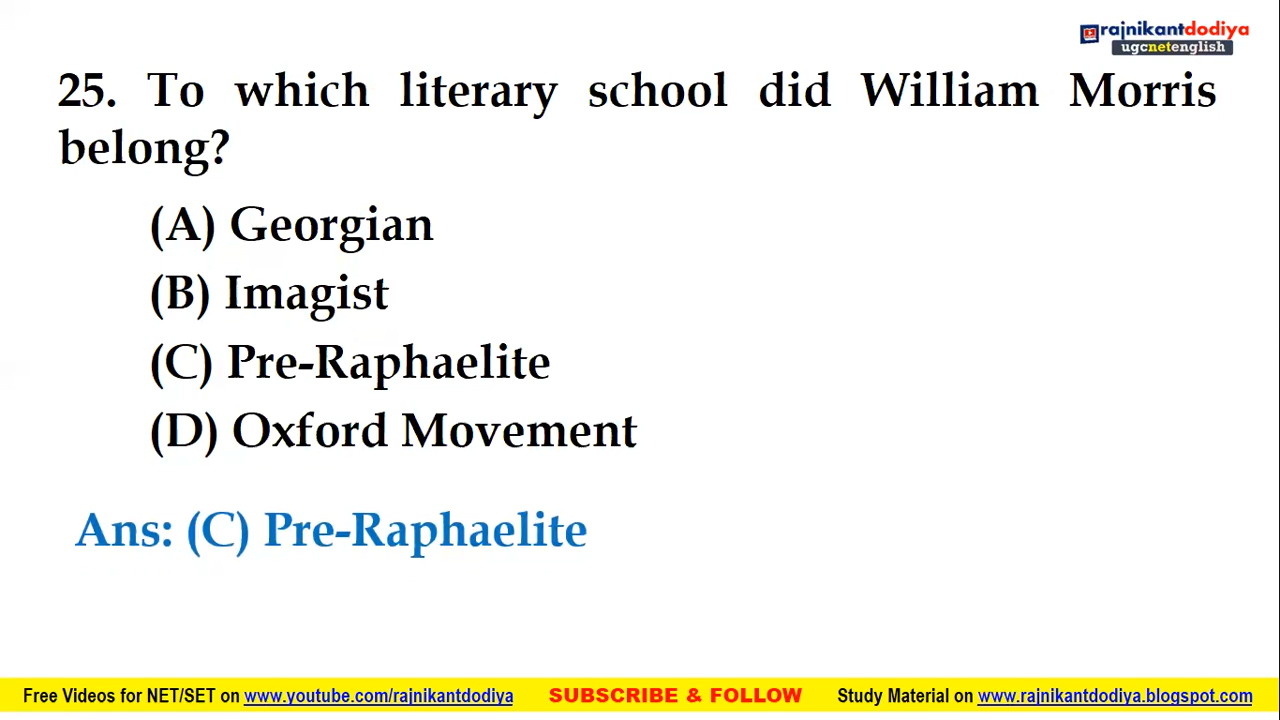 rajnikantdodiya
ugcnetenglish
25. To which literary school did William Morris
belong?
(A) Georgian
(B) Imagist
(C) Pre-Raphaelite
(D) Oxford Movement
Ans: (C) Pre-Raphaelite
Free Videos for NET/SET on www.youtube.com/rajnikantdodiya SUBSCRIBE & FOLLOW Study Material on www.rajnikantdodiya.blogspot.com